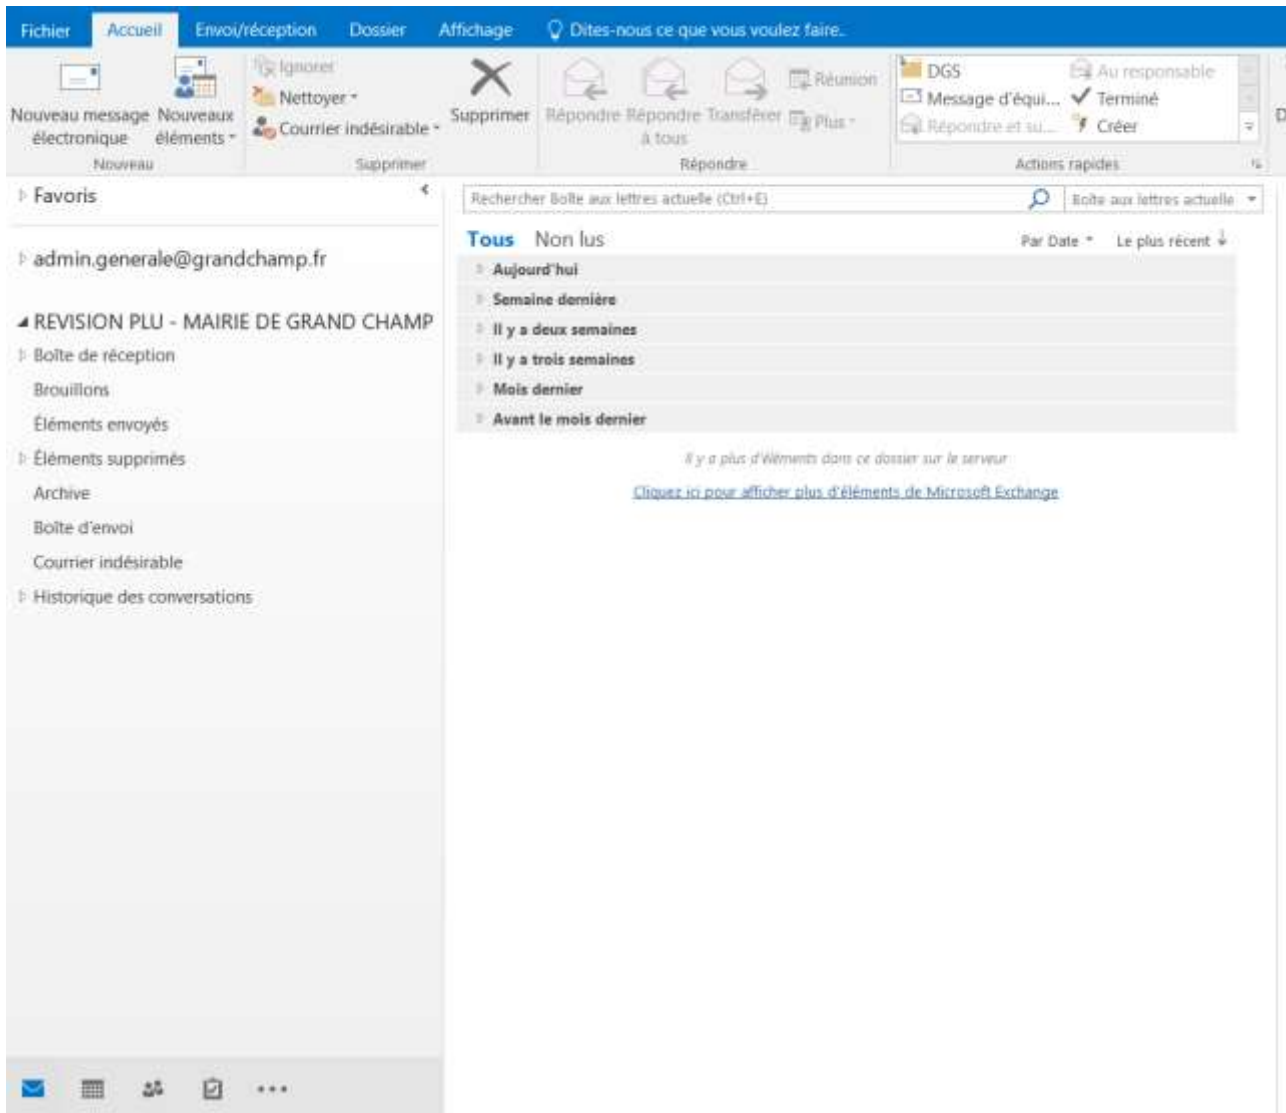 Fichier Accueil Envoi/réception Dossier Affichage Dites-nous ce que vous voulez faire..
Nouveau message électronique
Nouveaux éléments
Nouveau
Ignorer
Nettoyer
Courrier indésirable
Supprimer
Supprimer
Répondre
Répondre à tous
Transférer
Réunion
Plus
Répondre
DGS
Message d'équi...
Répondre et su...
Au responsable
Terminé
Créer
Actions rapides
Favoris
admin.generale@grandchamp.fr
REVISION PLU - MAIRIE DE GRAND CHAMP
Boîte de réception
Brouillons
Éléments envoyés
Éléments supprimés
Archive
Boîte d'envoi
Courrier indésirable
Historique des conversations
Rechercher Boîte aux lettres actuelle (Ctrl+E)
Boîte aux lettres actuelle
Tous Non lus
Par Date Le plus récent
Aujourd'hui
Semaine dernière
Il y a deux semaines
Il y a trois semaines
Mois dernier
Avant le mois dernier
Il y a plus d'éléments dans ce dossier sur le serveur
Cliquez ici pour afficher plus d'éléments de Microsoft Exchange